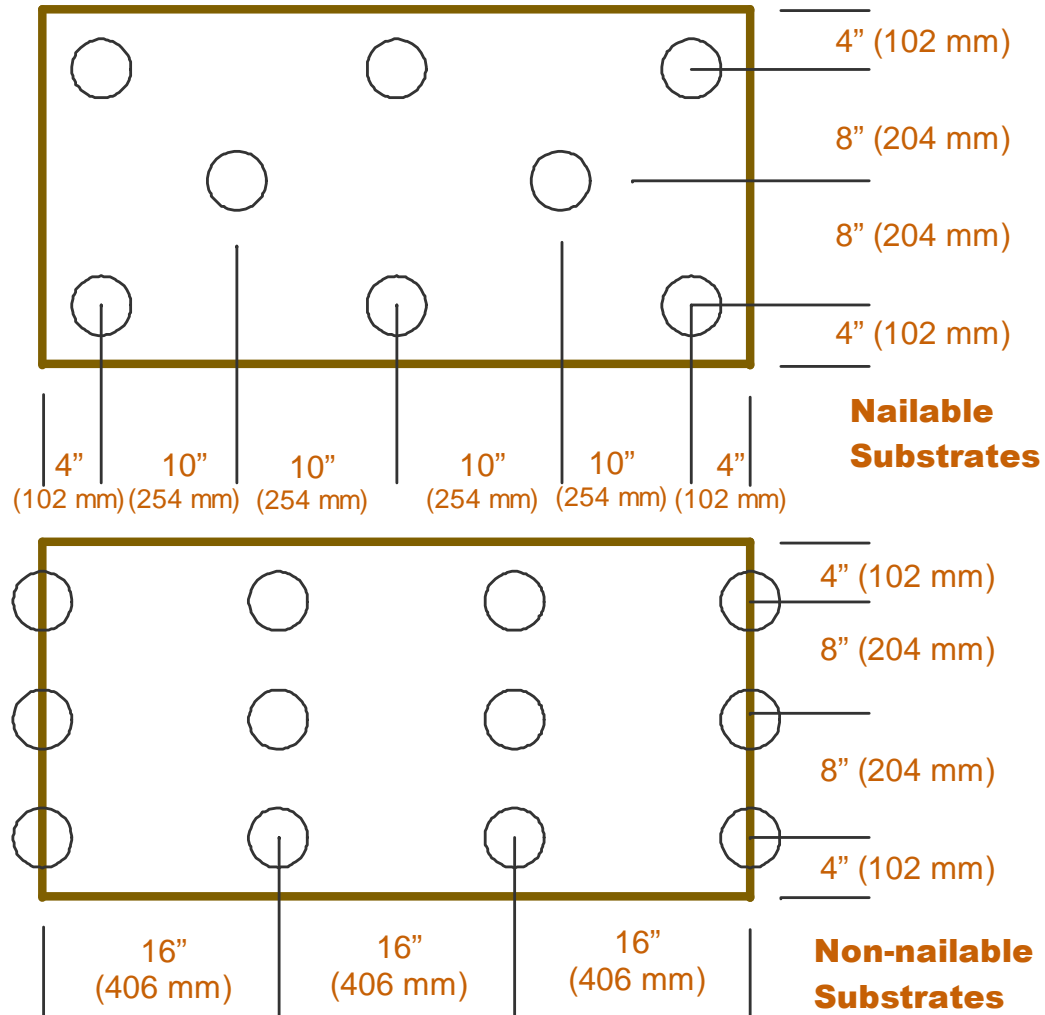 4” (102 mm)
8” (204 mm)
8” (204 mm)
4” (102 mm)
Nailable
Substrates
4” 10” 10” 10” 10” 4”
(102 mm) (254 mm) (254 mm) (254 mm) (254 mm) (102 mm)
4” (102 mm)
8” (204 mm)
8” (204 mm)
4” (102 mm)
16” 16” 16”
(406 mm) (406 mm) (406 mm)
Non-nailable
Substrates